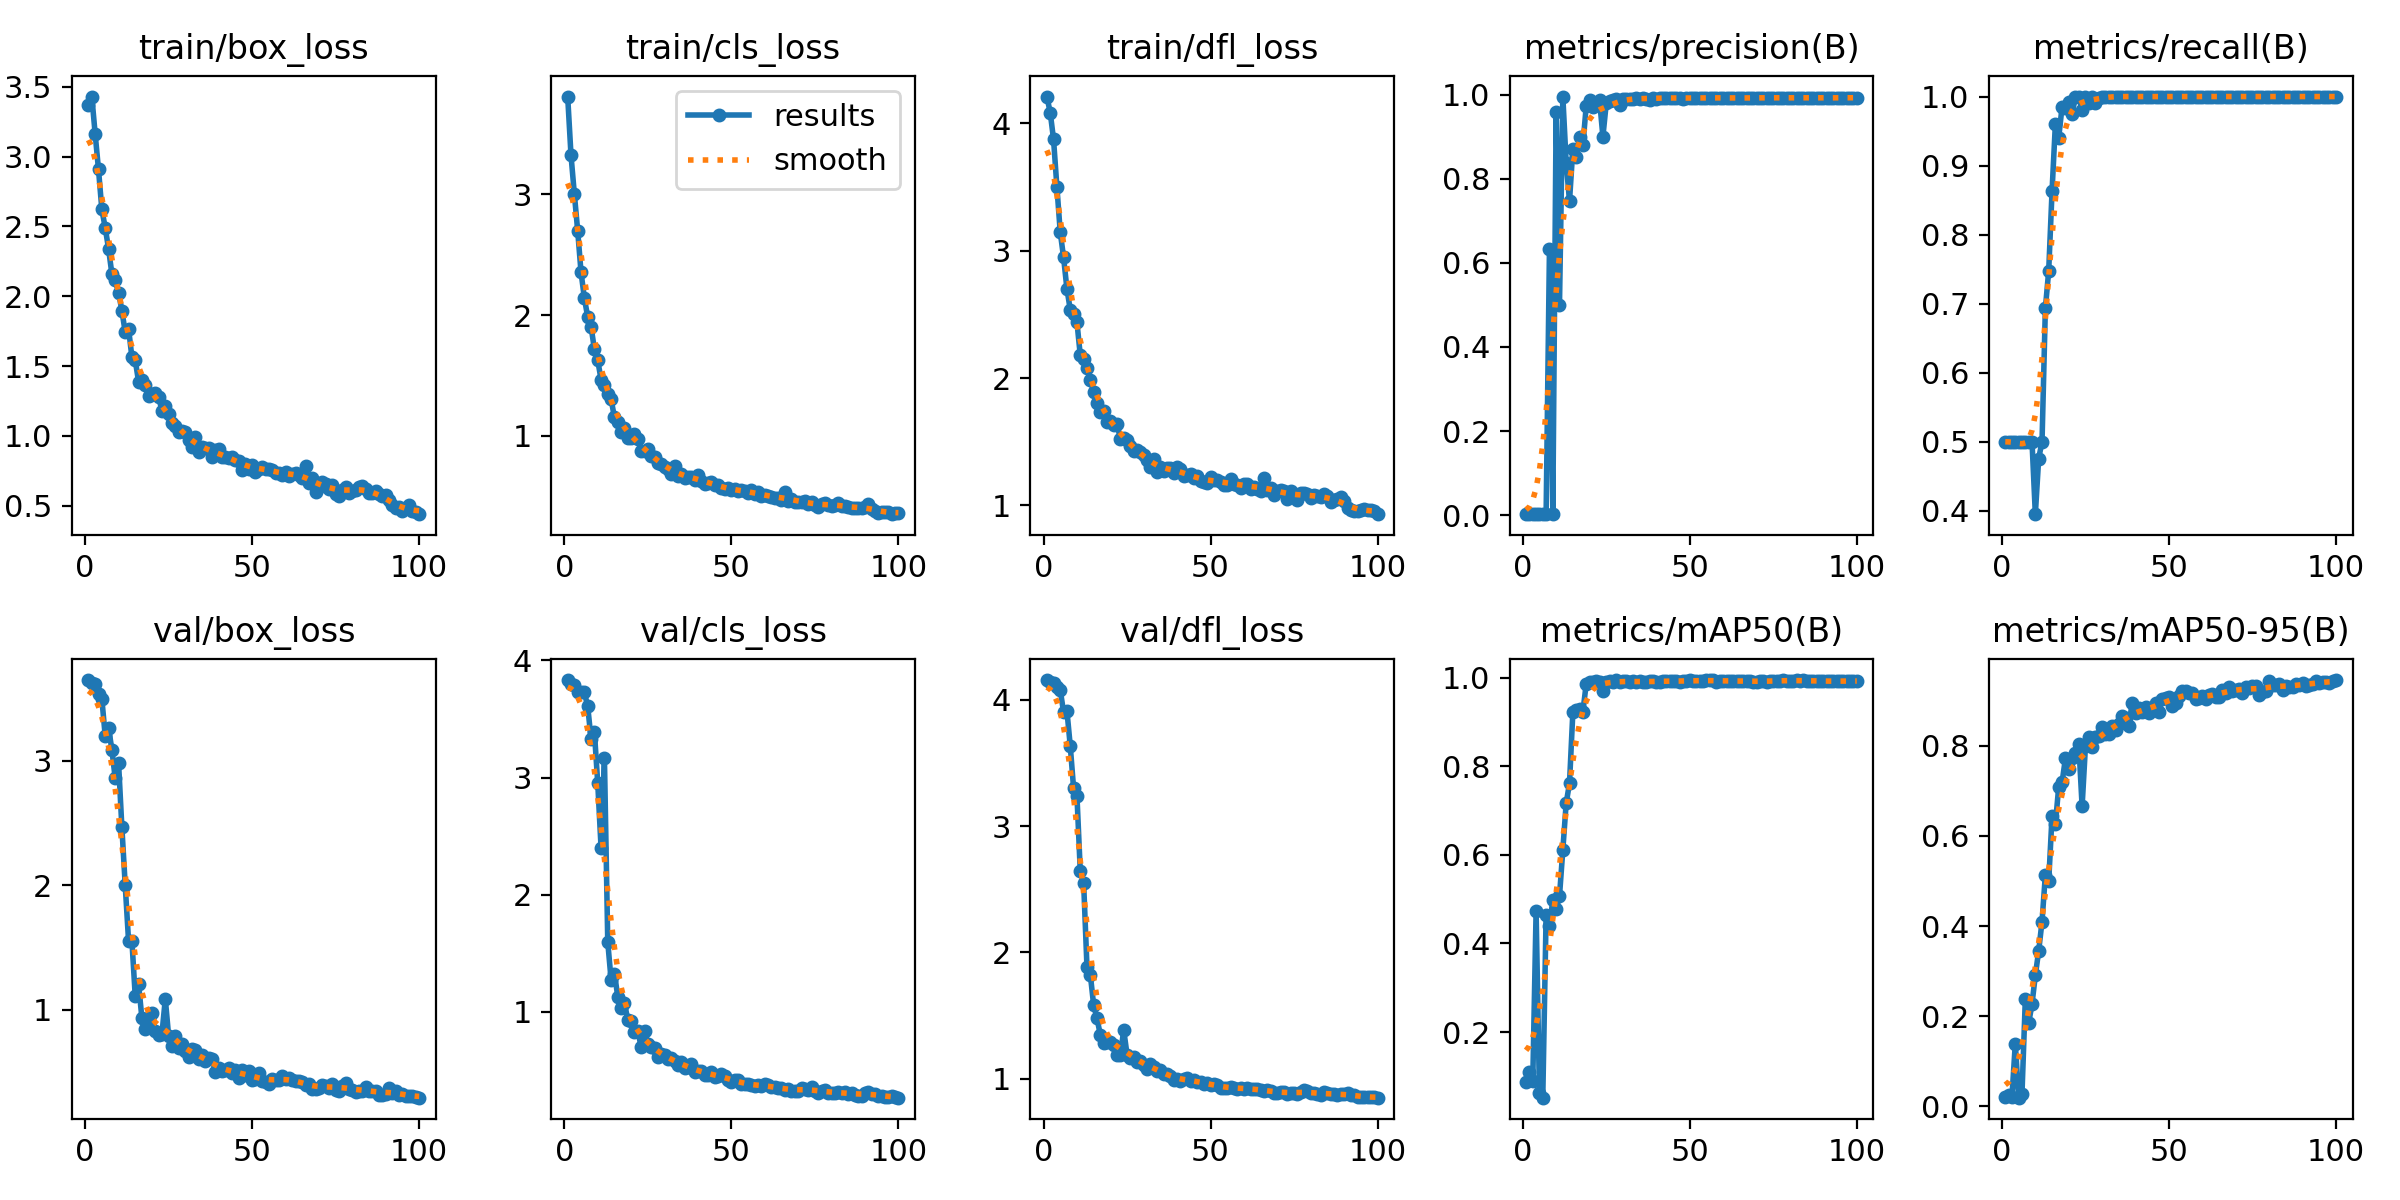 train/box_loss
3.5
3.0
2.5
2.0
1.5
1.0
0.5
0 50 100
train/cls_loss
results
smooth
3
2
1
0 50 100
train/dfl_loss
4
3
2
1
0 50 100
metrics/precision(B)
1.0
0.8
0.6
0.4
0.2
0.0
0 50 100
metrics/recall(B)
1.0
0.9
0.8
0.7
0.6
0.5
0.4
0 50 100
val/box_loss
3
2
1
0 50 100
val/cls_loss
4
3
2
1
0 50 100
val/dfl_loss
4
3
2
1
0 50 100
metrics/mAP50(B)
1.0
0.8
0.6
0.4
0.2
0 50 100
metrics/mAP50-95(B)
0.8
0.6
0.4
0.2
0.0
0 50 100